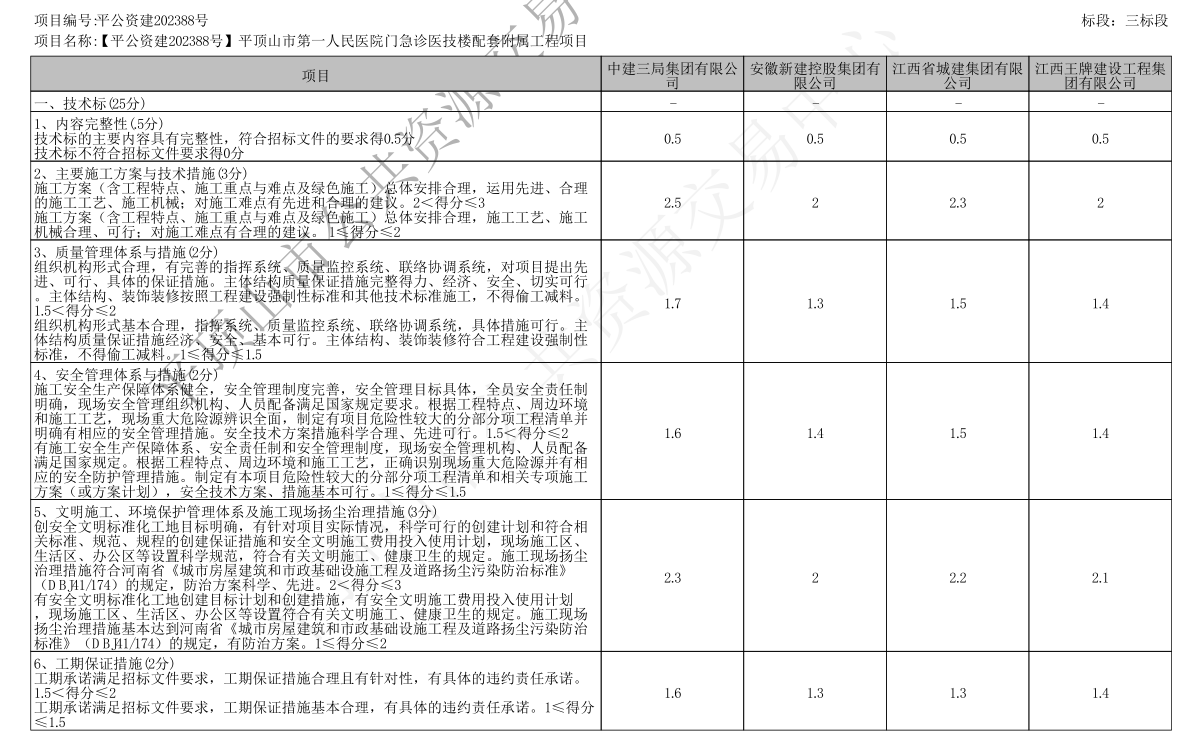 项目编号:平公资建202388号
标段：三标段
项目名称:【平公资建202388号】平顶山市第一人民医院门急诊医技楼配套附属工程项目
项目
中建三局集团有限公
司
安徽新建控股集团有
限公司
江西省城建集团有限
公司
江西王牌建设工程集
团有限公司
一、技术标(25分)
-
-
-
-
1、内容完整性(.5分)
技术标的主要内容具有完整性，符合招标文件的要求得0.5分
技术标不符合招标文件要求得0分
0.5
0.5
0.5
0.5
2、主要施工方案与技术措施(3分)
施工方案（含工程特点、施工重点与难点及绿色施工）总体安排合理，运用先进、合理
的施工工艺、施工机械；对施工难点有先进和合理的建议。2＜得分≤3
施工方案（含工程特点、施工重点与难点及绿色施工）总体安排合理，施工工艺、施工
机械合理、可行；对施工难点有合理的建议。 1≤得分≤2
2.5
2
2.3
2
3、质量管理体系与措施(2分)
组织机构形式合理，有完善的指挥系统、质量监控系统、联络协调系统，对项目提出先
进、可行、具体的保证措施。主体结构质量保证措施完整得力、经济、安全、切实可行
。主体结构、装饰装修按照工程建设强制性标准和其他技术标准施工，不得偷工减料。
1.5＜得分≤2
组织机构形式基本合理，指挥系统、质量监控系统、联络协调系统，具体措施可行。主
体结构质量保证措施经济、安全、基本可行。主体结构、装饰装修符合工程建设强制性
标准，不得偷工减料。1≤得分≤1.5
1.7
1.3
1.5
1.4
4、安全管理体系与措施(2分)
施工安全生产保障体系健全，安全管理制度完善，安全管理目标具体，全员安全责任制
明确，现场安全管理组织机构、人员配备满足国家规定要求。根据工程特点、周边环境
和施工工艺，现场重大危险源辨识全面，制定有项目危险性较大的分部分项工程清单并
明确有相应的安全管理措施。安全技术方案措施科学合理、先进可行。1.5＜得分≤2
有施工安全生产保障体系、安全责任制和安全管理制度，现场安全管理机构、人员配备
满足国家规定。根据工程特点、周边环境和施工工艺，正确识别现场重大危险源并有相
应的安全防护管理措施。制定有本项目危险性较大的分部分项工程清单和相关专项施工
方案（或方案计划），安全技术方案、措施基本可行。1≤得分≤1.5
1.6
1.4
1.5
1.4
5、文明施工、环境保护管理体系及施工现场扬尘治理措施(3分)
创安全文明标准化工地目标明确，有针对项目实际情况，科学可行的创建计划和符合相
关标准、规范、规程的创建保证措施和安全文明施工费用投入使用计划，现场施工区、
生活区、办公区等设置科学规范，符合有关文明施工、健康卫生的规定。施工现场扬尘
治理措施符合河南省《城市房屋建筑和市政基础设施工程及道路扬尘污染防治标准》
（DBJ41/174）的规定，防治方案科学、先进。2＜得分≤3
有安全文明标准化工地创建目标计划和创建措施，有安全文明施工费用投入使用计划
，现场施工区、生活区、办公区等设置符合有关文明施工、健康卫生的规定。施工现场
扬尘治理措施基本达到河南省《城市房屋建筑和市政基础设施工程及道路扬尘污染防治
标准》（DBJ41/174）的规定，有防治方案。1≤得分≤2
2.3
2
2.2
2.1
6、工期保证措施(2分)
工期承诺满足招标文件要求，工期保证措施合理且有针对性，有具体的违约责任承诺。
1.5＜得分≤2
工期承诺满足招标文件要求，工期保证措施基本合理，有具体的违约责任承诺。1≤得分
≤1.5
1.6
1.3
1.3
1.4
平顶山市公共资源交易
共资源交易中心